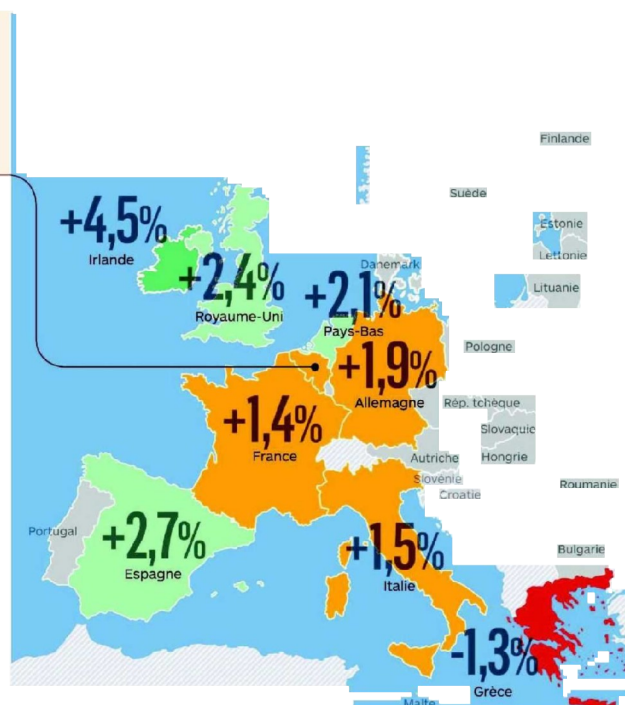 Finlande
Suède
+4,5%
Irlande
Estonie
Lettonie
+2,4%
Royaume-Uni
Danemark
+2,1%
Pays-Bas
Lituanie
Pologne
+1,9%
Allemagne
Rép. tchèque
+1,4%
France
Slovaquie
Autriche
Hongrie
Slovénie
Croatie
Roumanie
Portugal
+2,7%
Espagne
+1,5%
Italie
Bulgarie
-1,3%
Grèce
Malte